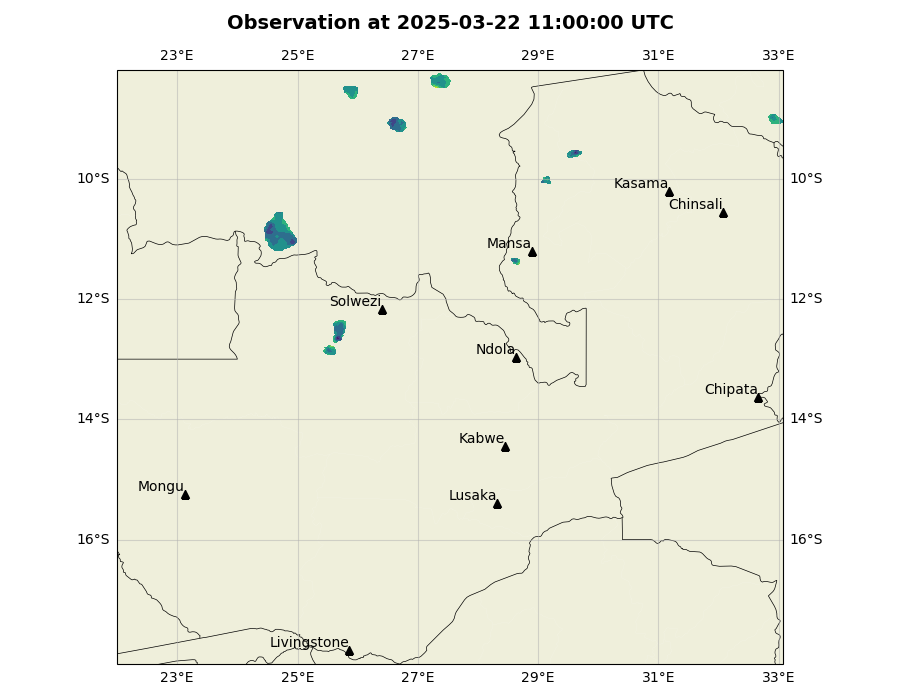 Observation at 2025-03-22 11:00:00 UTC
23°E 25°E 27°E 29°E 31°E 33°E
10°S 10°S
Kasama
Chinsali
Mansa
12°S 12°S
Solwezi
Ndola
Chipata
14°S 14°S
Kabwe
Mongu
Lusaka
16°S 16°S
Livingstone
23°E 25°E 27°E 29°E 31°E 33°E